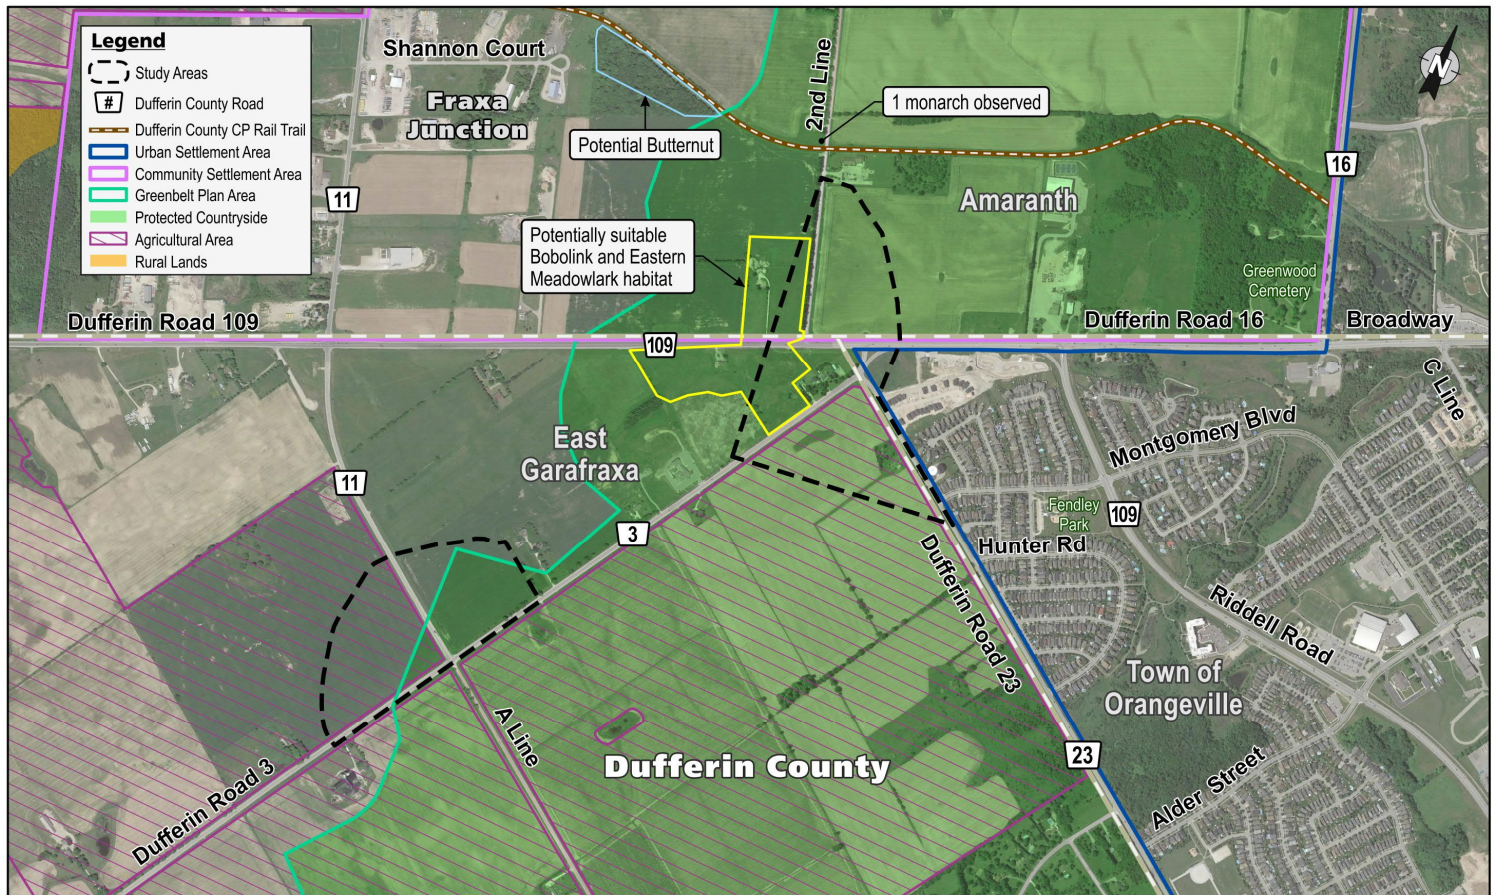 Legend
Study Areas
# Dufferin County Road
Dufferin County CP Rail Trail
Urban Settlement Area
Community Settlement Area
Greenbelt Plan Area
Protected Countryside
Agricultural Area
Rural Lands
Shannon Court
Fraxa
Junction
2nd Line
1 monarch observed
N
Potential Butternut
16
11
Amaranth
Potentially suitable
Bobolink and Eastern
Meadowlark habitat
Greenwood
Cemetery
Dufferin Road 109
Dufferin Road 16
Broadway
109
C Line
Montgomery Blvd
East
Garafraxa
11
Fendley
Park
109
3
Hunter Rd
Dufferin Road 23
Riddell Road
Town of
Orangeville
A Line
Dufferin County
23
Dufferin Road 3
Alder Street